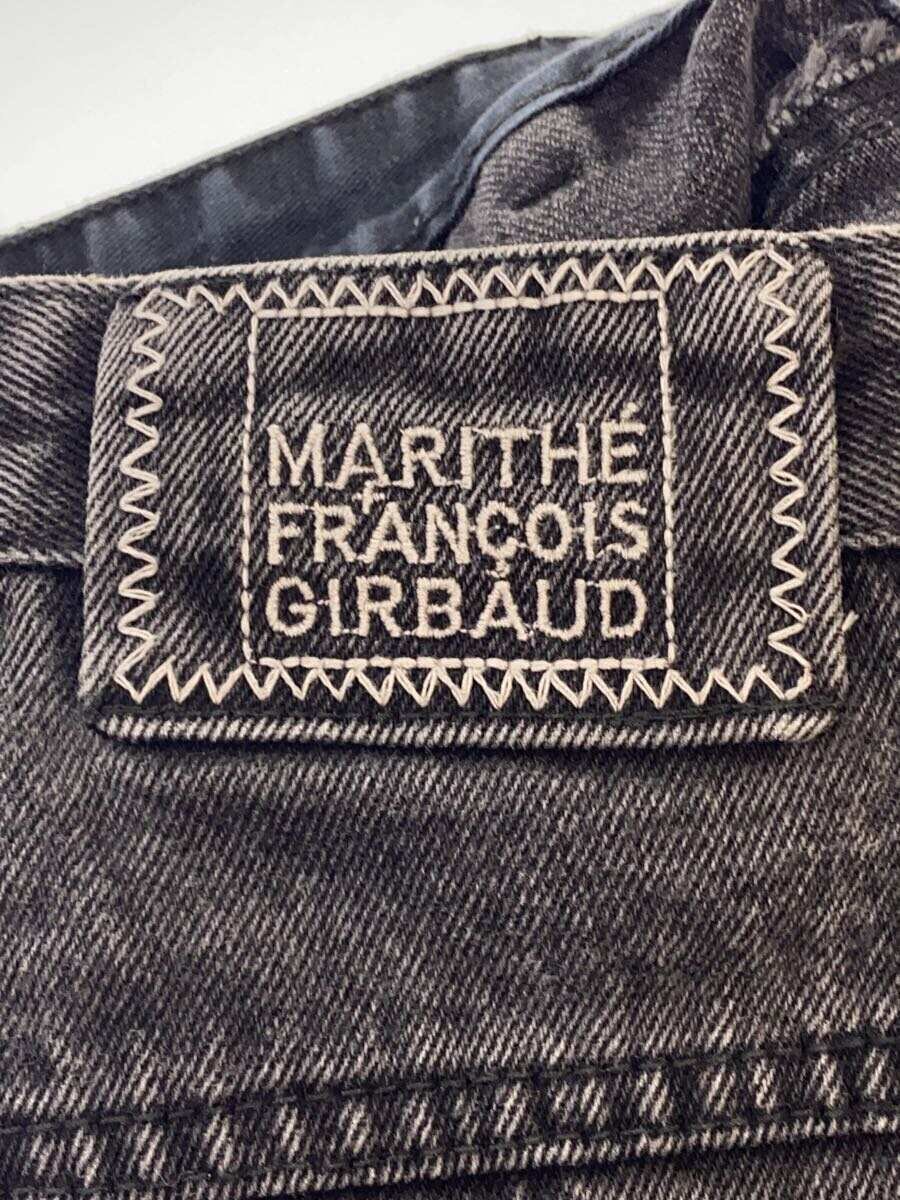 MARITHÉ
+
FRANÇOIS
GIRBAUD